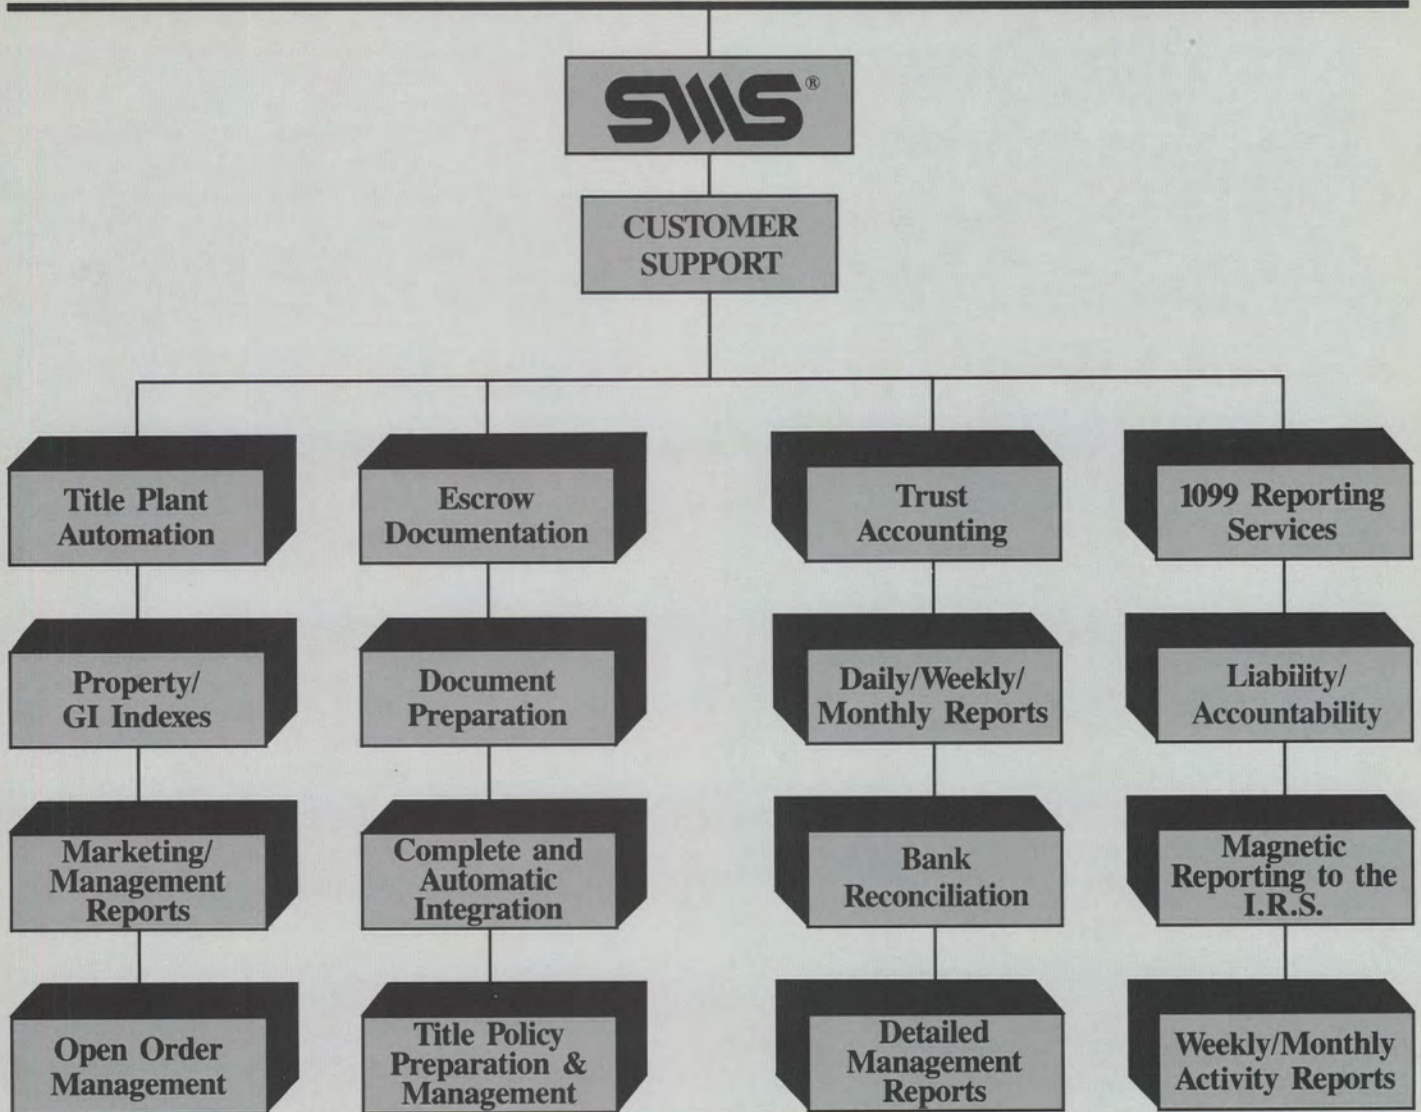 SMS®
CUSTOMER
SUPPORT
Title Plant
Automation
Escrow
Documentation
Trust
Accounting
1099 Reporting
Services
Property/
GI Indexes
Document
Preparation
Daily/Weekly/
Monthly Reports
Liability/
Accountability
Marketing/
Management
Reports
Complete and
Automatic
Integration
Bank
Reconciliation
Magnetic
Reporting to the
I.R.S.
Open Order
Management
Title Policy
Preparation &
Management
Detailed
Management
Reports
Weekly/Monthly
Activity Reports